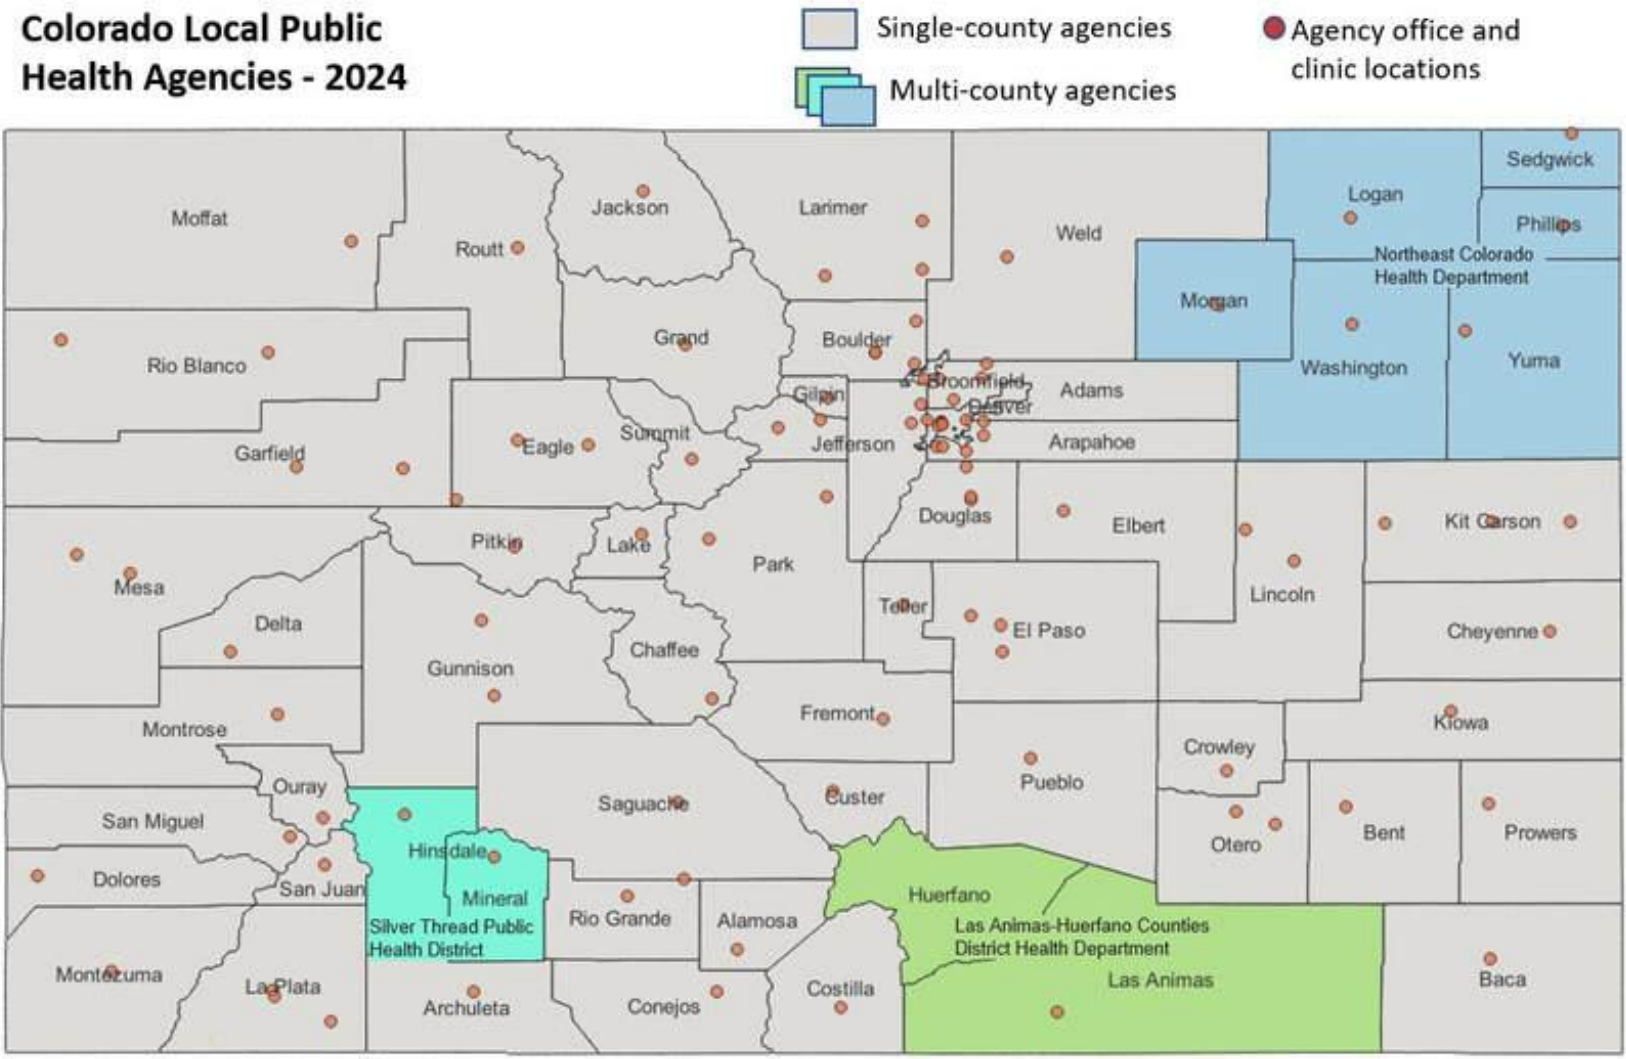 Colorado Local Public
Health Agencies - 2024
Single-county agencies
Multi-county agencies
Agency office and
clinic locations
Moffat
Routt
Jackson
Larimer
Weld
Logan
Sedgwick
Phillips
Northeast Colorado
Health Department
Morgan
Washington
Yuma
Rio Blanco
Grand
Boulder
Gilpin
Broomfield
Adams
Denver
Arapahoe
Garfield
Eagle
Summit
Jefferson
Pitkin
Lake
Park
Douglas
Elbert
Kit Carson
Lincoln
Mesa
Delta
Gunnison
Chaffee
Teller
El Paso
Cheyenne
Montrose
Fremont
Crowley
Kiowa
Ouray
Saguache
Custer
Pueblo
San Miguel
Otero
Bent
Prowers
Hinsdale
Dolores
San Juan
Mineral
Silver Thread Public
Health District
Rio Grande
Alamosa
Huerfano
Las Animas-Huerfano Counties
District Health Department
Montezuma
La Plata
Archuleta
Conejos
Costilla
Las Animas
Baca